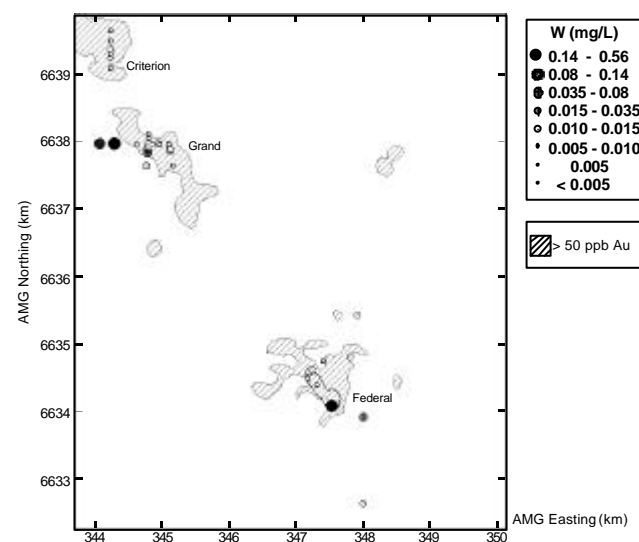 W (mg/L)
0.14 - 0.56
0.08 - 0.14
0.035 - 0.08
0.015 - 0.035
0.010 - 0.015
0.005 - 0.010
0.005
< 0.005
> 50 ppb Au
AMG Northing (km)
6639
6638
6637
6636
6635
6634
6633
Criterion
Grand
Federal
344
345
346
347
348
349
350
AMG Easting (km)